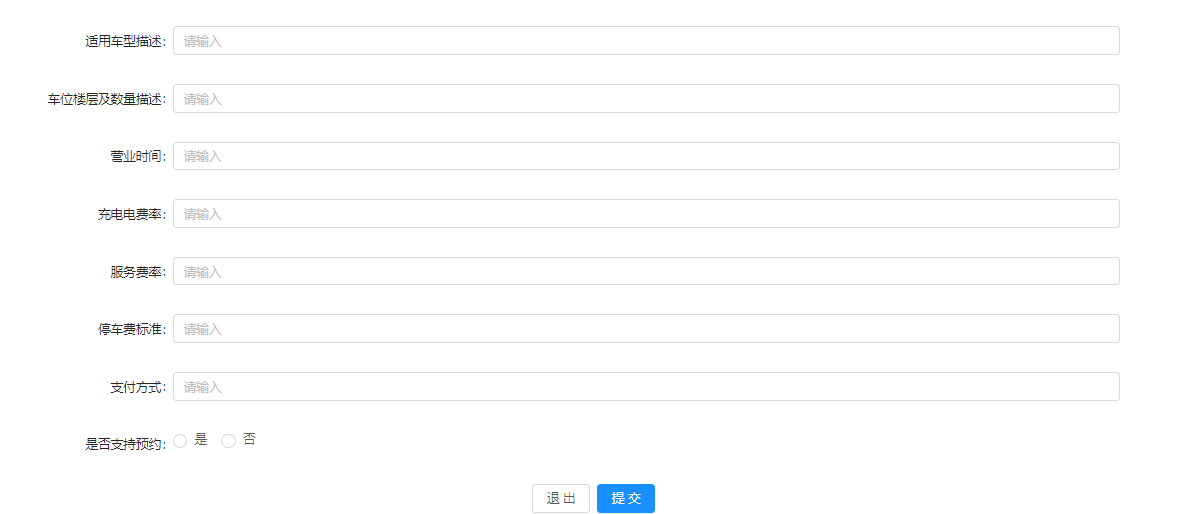 适用车型描述: 请输入
车位楼层及数量描述: 请输入
营业时间: 请输入
充电电费率: 请输入
服务费率: 请输入
停车费标准: 请输入
支付方式: 请输入
是否支持预约: 是 否
退出 提交